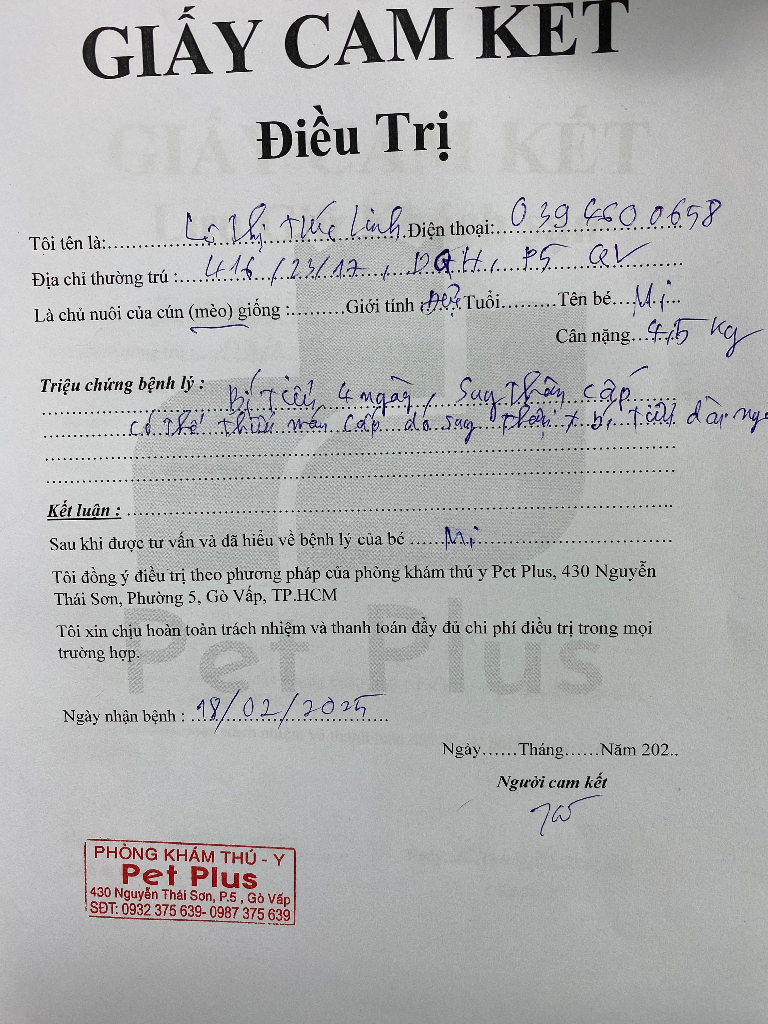 GIẤY CAM KẾT
Điều Trị
Tôi tên là:........Lê Thị Trúc Linh Điện thoại:..039 460 0658
Địa chỉ thường trú :...416/23/17, DQH, P5 QV
Là chủ nuôi của cún (mèo) giống :.........Giới tính :Đực.Tuổi.........Tên bé...Mi...
Cân nặng...4,5 kg
Triệu chứng bệnh lý : Bí tiểu 4 ngày, suy thận cấp
có thể thiếu máu cấp do suy thận + bí tiểu dài ngà
Kết luận : ........
Sau khi được tư vấn và đã hiểu về bệnh lý của bé ......Mi........
Tôi đồng ý điều trị theo phương pháp của phòng khám thú y Pet Plus, 430 Nguyễn
Thái Sơn, Phường 5, Gò Vấp, TP.HCM
Tôi xin chịu hoàn toàn trách nhiệm và thanh toán đầy đủ chi phí điều trị trong mọi
trường hợp.
Pet Plus
Ngày nhận bệnh : 18/02/2025
Ngày......Tháng......Năm 202..
Người cam kết
PHÒNG KHÁM THÚ - Y
Pet Plus
430 Nguyễn Thái Sơn, P.5 , Gò Vấp
SĐT: 0932 375 639- 0987 375 639